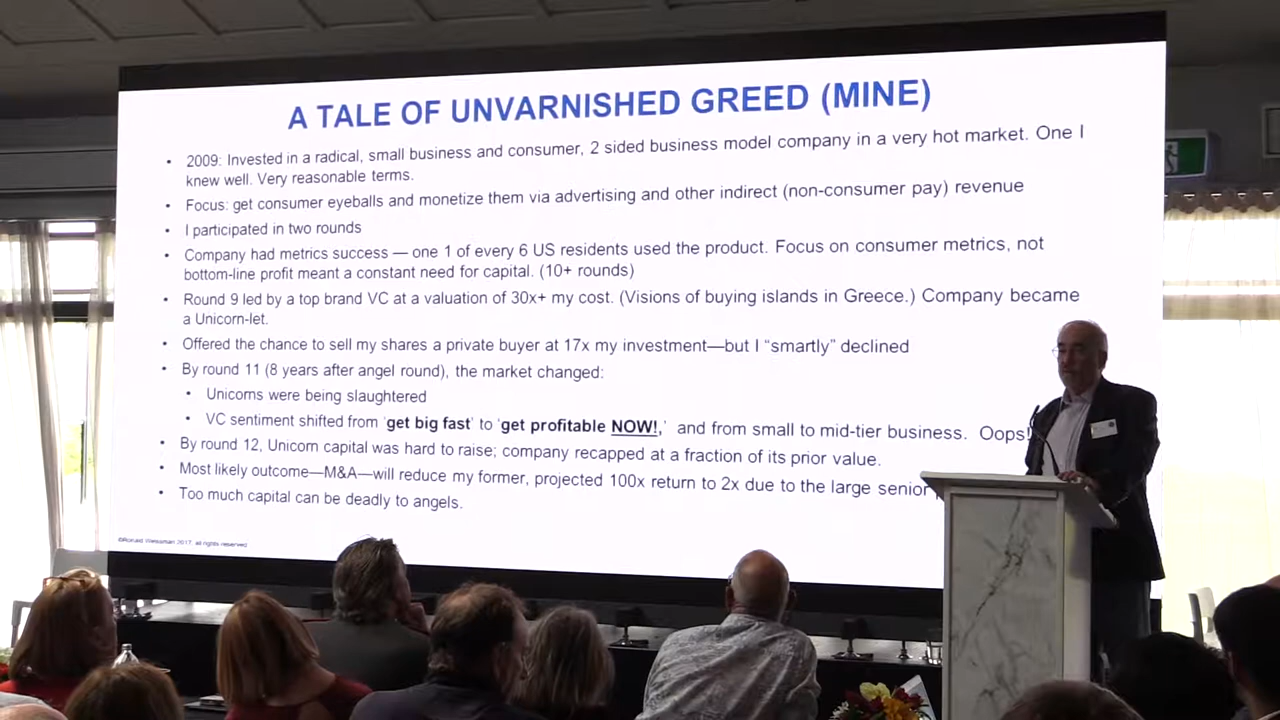 A TALE OF UNVARNISHED GREED (MINE)
• 2009: Invested in a radical, small business and consumer, 2 sided business model company in a very hot market. One I
knew well. Very reasonable terms.
• Focus: get consumer eyeballs and monetize them via advertising and other indirect (non-consumer pay) revenue
• I participated in two rounds
• Company had metrics success — one 1 of every 6 US residents used the product. Focus on consumer metrics, not
bottom-line profit meant a constant need for capital. (10+ rounds)
• Round 9 led by a top brand VC at a valuation of 30x+ my cost. (Visions of buying islands in Greece.) Company became
a Unicorn-let.
• Offered the chance to sell my shares a private buyer at 17x my investment—but I “smartly” declined
• By round 11 (8 years after angel round), the market changed:
• Unicorns were being slaughtered
• VC sentiment shifted from ‘get big fast’ to ‘get profitable NOW!,’ and from small to mid-tier business. Oops!
• By round 12, Unicorn capital was hard to raise; company recapped at a fraction of its prior value.
• Most likely outcome—M&A—will reduce my former, projected 100x return to 2x due to the large senior
• Too much capital can be deadly to angels.
©Ronald Weissman 2017, all rights reserved